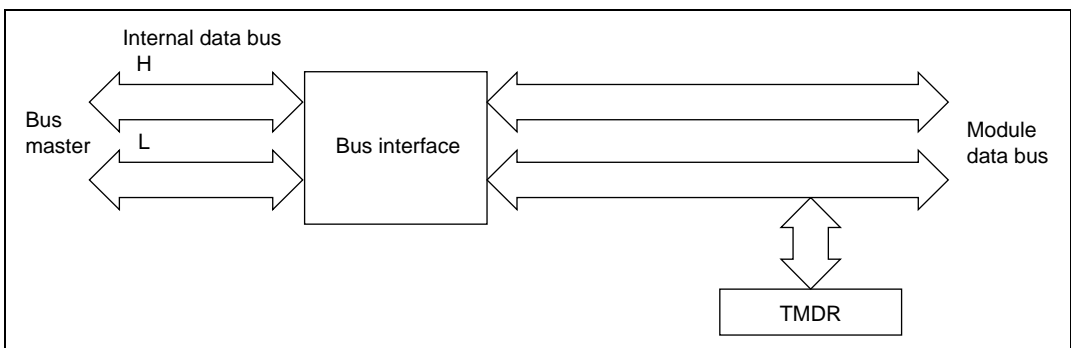 Internal data bus
H
Bus
master
L
Bus interface
Module
data bus
TMDR